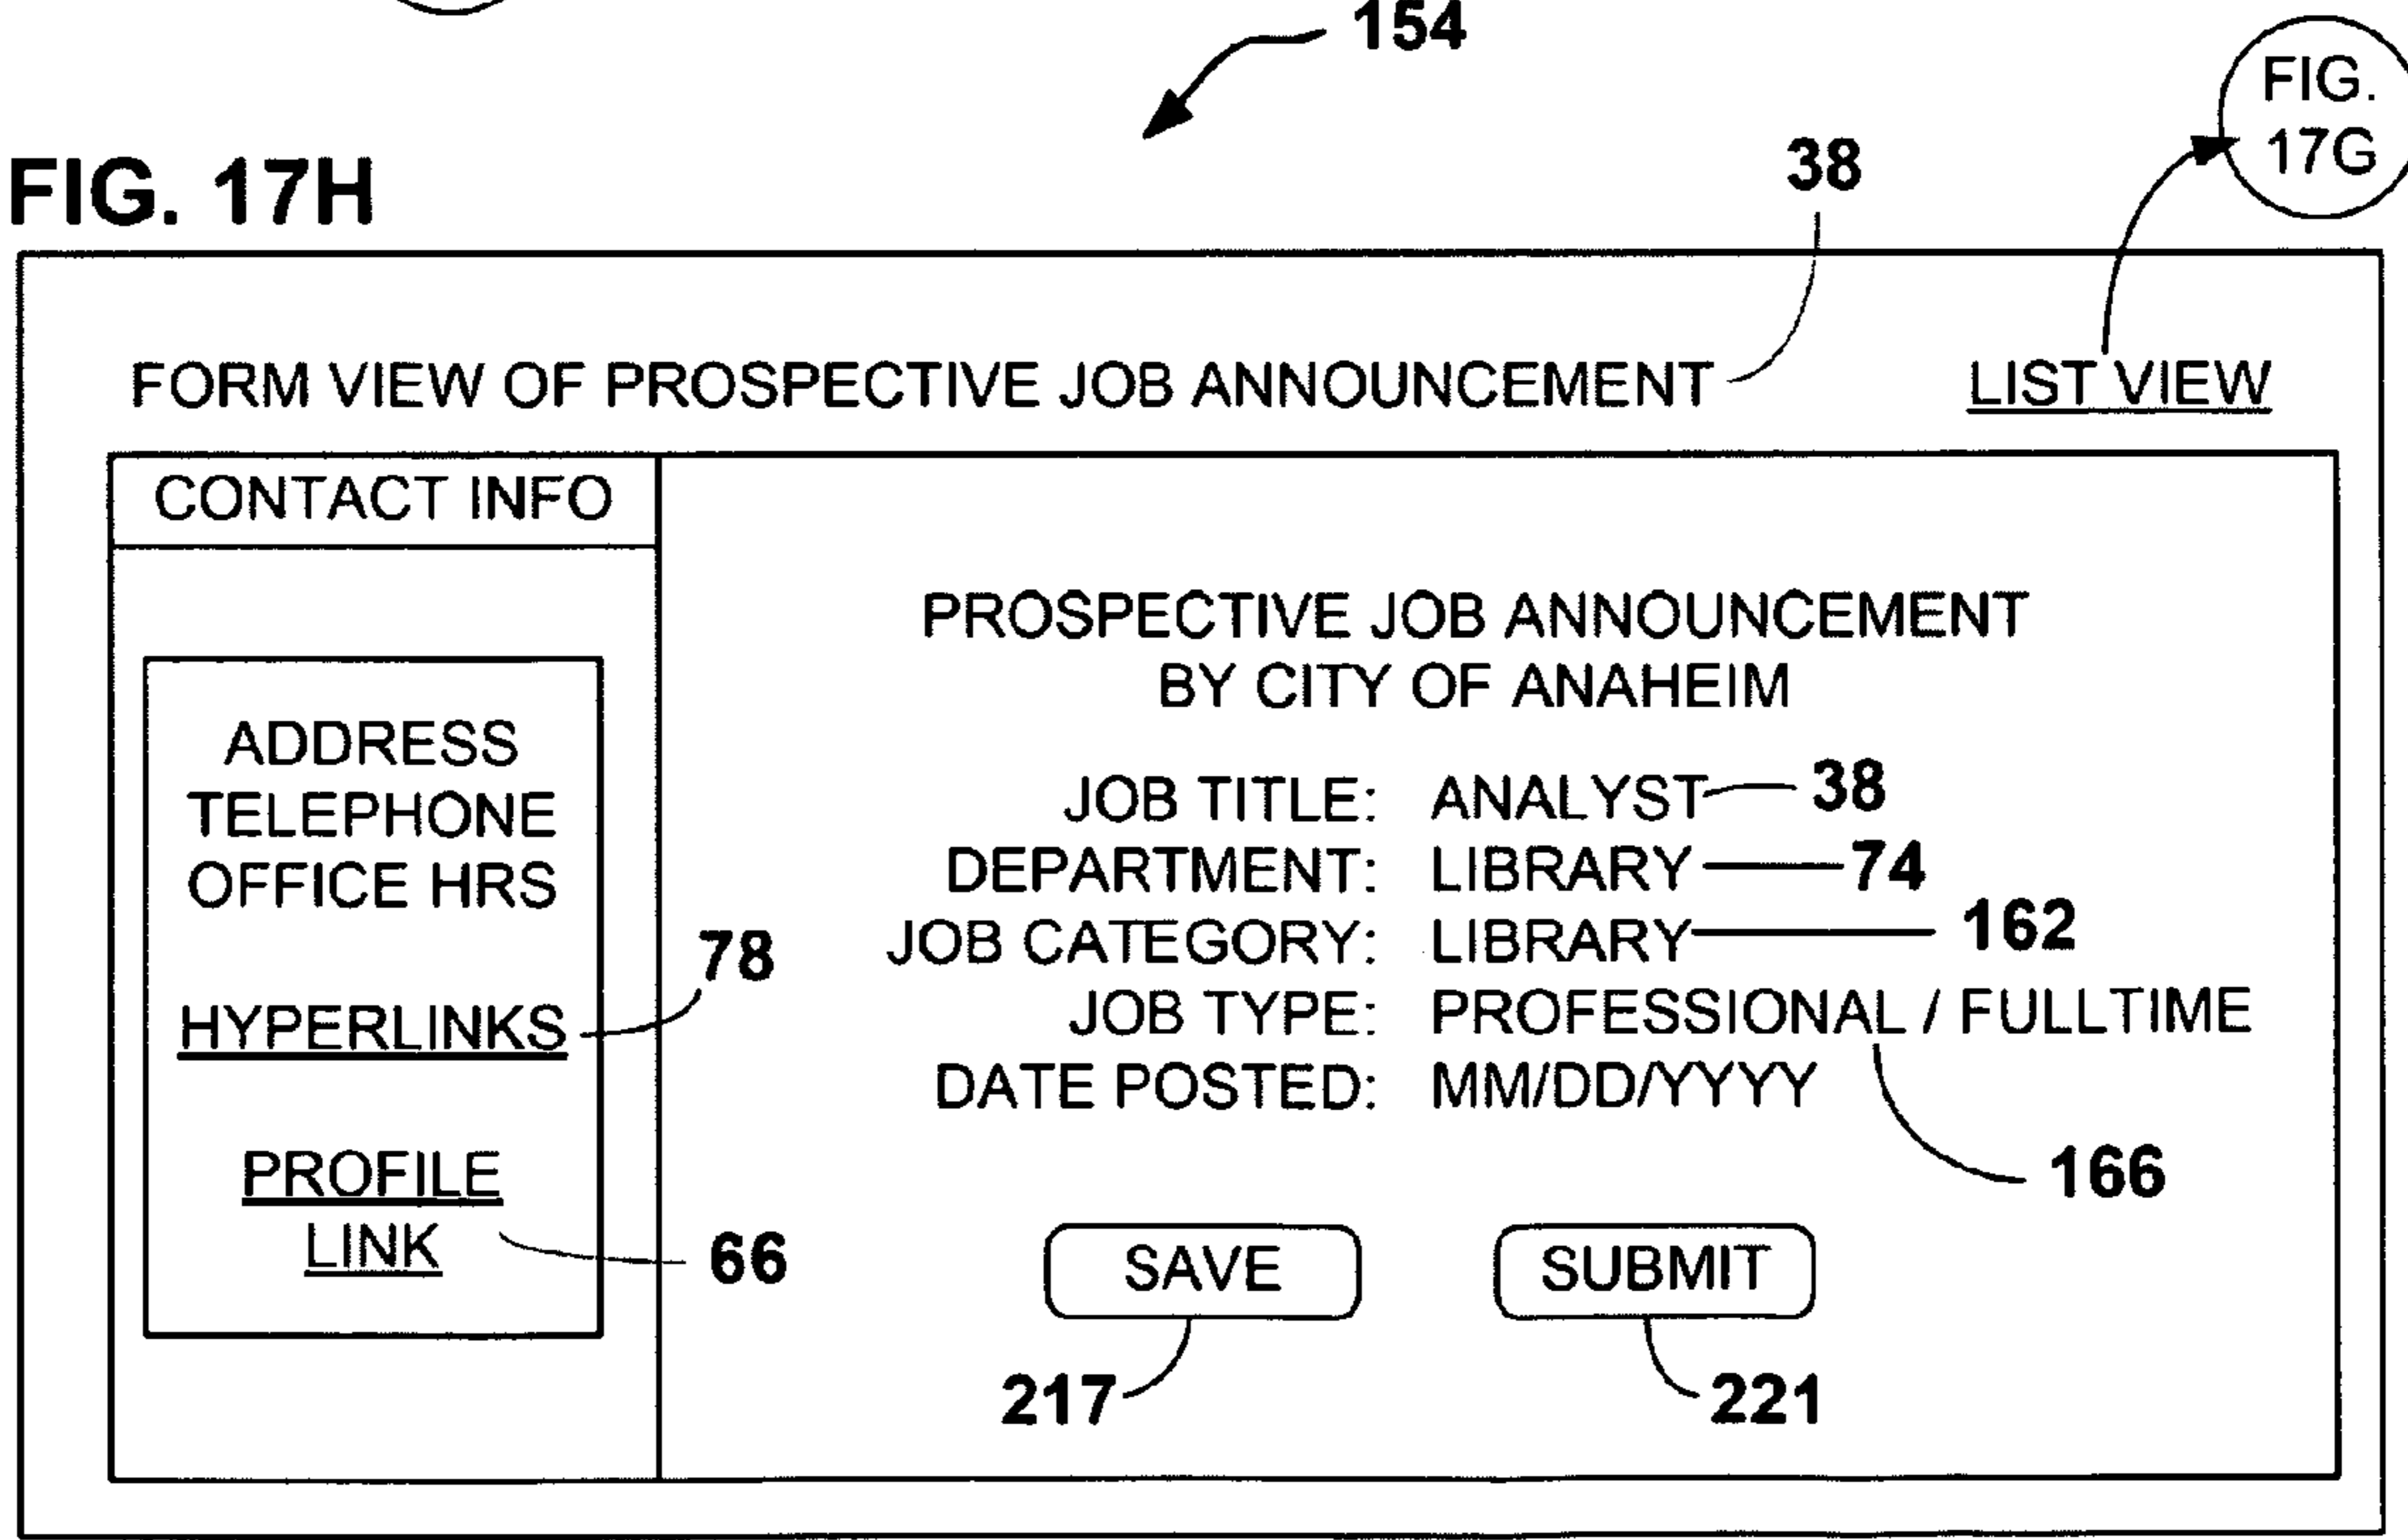 154
FIG.
17G
FIG. 17H
38
FORM VIEW OF PROSPECTIVE JOB ANNOUNCEMENT
LIST VIEW
CONTACT INFO
ADDRESS
TELEPHONE
OFFICE HRS
HYPERLINKS
78
PROFILE
LINK
66
PROSPECTIVE JOB ANNOUNCEMENT
BY CITY OF ANAHEIM
JOB TITLE: ANALYST 38
DEPARTMENT: LIBRARY 74
JOB CATEGORY: LIBRARY 162
JOB TYPE: PROFESSIONAL / FULLTIME
DATE POSTED: MM/DD/YYYY
166
SAVE
SUBMIT
217
221